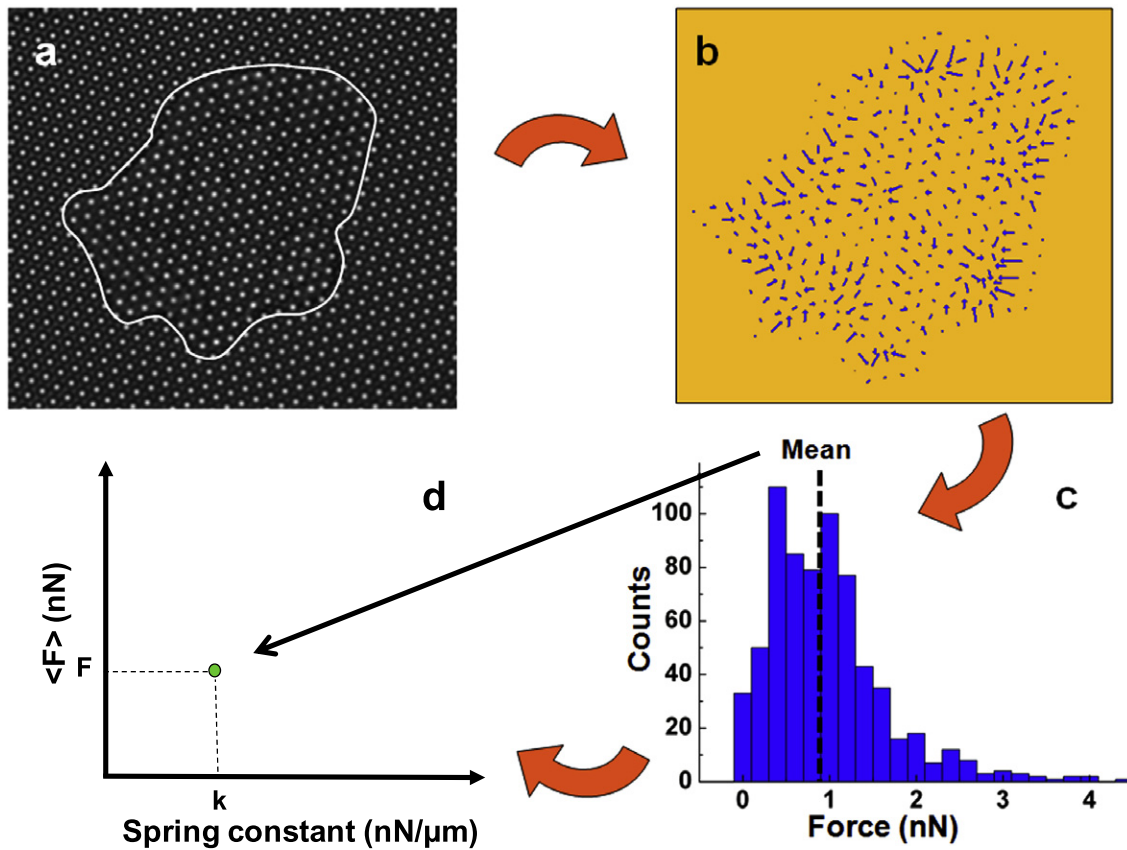 a
b
d
<F> (nN)
F
k
Spring constant (nN/μm)
Mean
c
Counts
100
80
60
40
20
0
0 1 2 3 4
Force (nN)